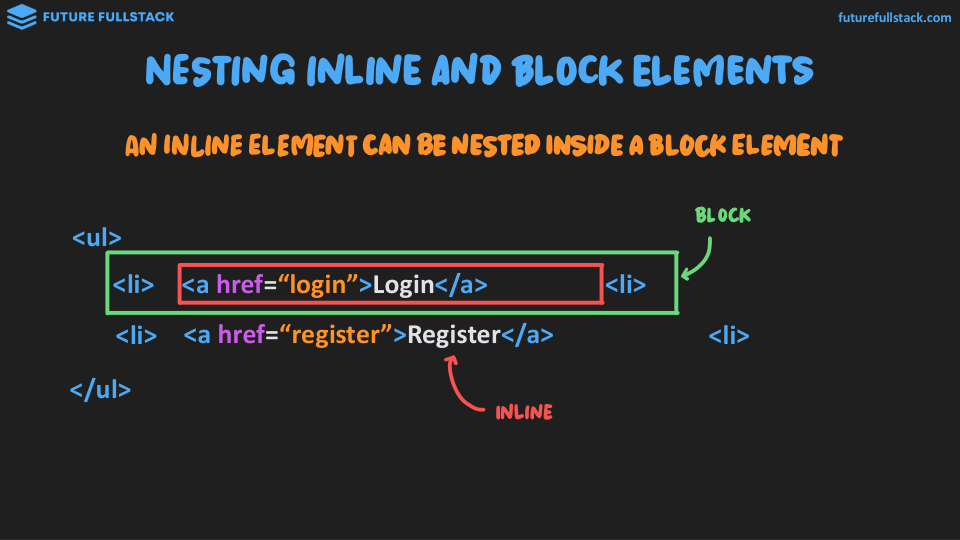 FUTURE FULLSTACK
futurefullstack.com
NESTING INLINE AND BLOCK ELEMENTS
AN INLINE ELEMENT CAN BE NESTED INSIDE A BLOCK ELEMENT
BLOCK
<ul>
<li> <a href=“login”>Login</a> <li>
<li> <a href=“register”>Register</a> <li>
</ul>
INLINE